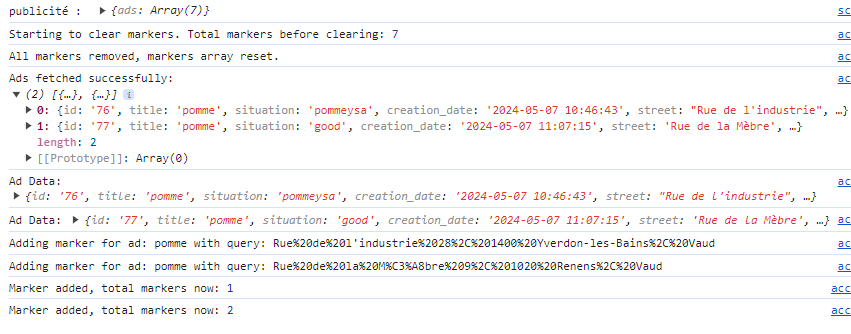 publicité :  ▶ {ads: Array(7)} sc
Starting to clear markers. Total markers before clearing: 7 ac
All markers removed, markers array reset. ac
Ads fetched successfully: ac
▼ (2) [{…}, {…}] i
▶ 0: {id: '76', title: 'pomme', situation: 'pommeysa', creation_date: '2024-05-07 10:46:43', street: "Rue de l'industrie", …}
▶ 1: {id: '77', title: 'pomme', situation: 'good', creation_date: '2024-05-07 11:07:15', street: 'Rue de la Mèbre', …}
length: 2
▶ [[Prototype]]: Array(0)
Ad Data: ac
▶ {id: '76', title: 'pomme', situation: 'pommeysa', creation_date: '2024-05-07 10:46:43', street: "Rue de l'industrie", …}
Ad Data:  ▶ {id: '77', title: 'pomme', situation: 'good', creation_date: '2024-05-07 11:07:15', street: 'Rue de la Mèbre', …} ac
Adding marker for ad: pomme with query: Rue%20de%20l'industrie%2028%2C%201400%20Yverdon-les-Bains%2C%20Vaud ac
Adding marker for ad: pomme with query: Rue%20de%20la%20M%C3%A8bre%209%2C%201020%20Renens%2C%20Vaud ac
Marker added, total markers now: 1 acc
Marker added, total markers now: 2 acc